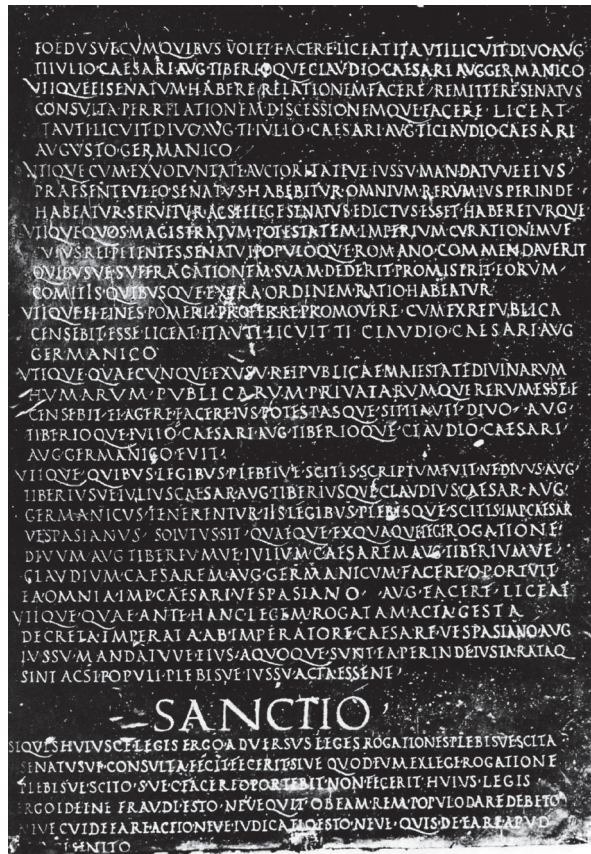 FOEDVSVE CVM QVIBVS VOLET FACERE LICEAT ITA VTI LICVIT DIVO AVG
TI IVLIO CAESARI AVG TIBERIOQVE CLAVDIO CAESARI AVG GERMANICO
VTIQVE EI SENATVM HABERE RELATIONEM FACERE REMITTERE SENATVS
CONSVLTA PER RELATIONEM DISCESSIONEMQVE FACERE LICEAT
ITA VTI LICVIT DIVO AVG TI IVLIO CAESARI AVG TI CLAVDIO CAESARI
AVGVSTO GERMANICO
VTIQVE CVM EX VOLVNTATE AVCTORITATEVE IVSSV MANDATVVE EIVS
PRAESENTEVE EO SENATVS HABEBITVR OMNIVM RERVM IVS PERINDE
HABEATVR SERVETVR AC SI E LEGE SENATVS EDICTVS ESSET HABERETVRQVE
VTIQVE QVOS MAGISTRATVM POTESTATEM IMPERIVM CVRATIONEMVE
CVIVS REI PETENTES SENATVI POPVLOQVE ROMANO COMMENDAVERIT
QVIBVSVE SVFFRAGATIONEM SVAM DEDERIT PROMISERIT EORVM
COMITIS QVIBVSQVE EXTRA ORDINEM RATIO HABEATVR
VTIQVE EI FINES POMERII PROFERRE PROMOVERE CVM EX REPVBLICA
CENSEBIT ESSE LICEAT ITA VTI LICVIT TI CLAVDIO CAESARI AVG
GERMANICO
VTIQVE QVAECVNQVE EX VSV REIPVBLICAE MAIESTATE DIVINARVM
HVMARVM PVBLICARVM PRIVATARVMQVE RERVM ESSE E
CENSEBIT EI AGERE FACERE IVS POTESTASQVE SIT ITA VTI DIVO AVG
TIBERIOQVE IVLIO CAESARI AVG TIBERIOQVE CLAVDIO CAESARI
AVG GERMANICO FVIT
VTIQVE QVIBVS LEGIBVS PLEBEIVE SCITIS SCRIPTVM FVIT NE DIVVS AVG
TIBERIVSVE IVLIVS CAESAR AVG TIBERIVSQVE CLAVDIVS CAESAR AVG
GERMANICVS TENERENTVR IIS LEGIBVS PLEBISQVE SCITIS IMP CAESAR
VESPASIANVS SOLVTVS SIT QVAEQVE EX QVAQVE LEGE ROGATIONE
DIVVM AVG TIBERIVMVE IVLIVM CAESAREM AVG TIBERIVMVE
CLAVDIVM CAESAREM AVG GERMANICVM FACERE OPORTVIT
EA OMNIA IMP CAESARI VESPASIANO AVG FACERE LICEAT
VTIQVE QVAE ANTE HANC LEGEM ROGATAM ACTA GESTA
DECRETA IMPERATA AB IMPERATORE CAESARE VESPASIANO AVG
IVSSV MANDATVVE EIVS A QVOQVE SVNT EA PERINDE IVSTA RATAQ
SINT AC SI POPVLI PLEBISVE IVSSV ACTA ESSENT
SANCTIO
SI QVIS HVIVSCE LEGIS ERGO ADVERSVS LEGES ROGATIONES PLEBISVE SCITA
SENATVSVE CONSVLTA FECIT FECERIT SIVE QVOD EVM EX LEGE ROGATIONE
PLEBISVE SCITO S VE C FACERE OPORTEBIT NON FECERIT HVIVS LEGIS
ERGO ID EI NE FRAVDI ESTO NEVE QVIT OB EAM REM POPVLO DARE DEBETO
NEVE CVI DE EA RE ACTIO NEVE IVDICATIO ESTO NEVE QVIS DE EA RE APVD
SENITO